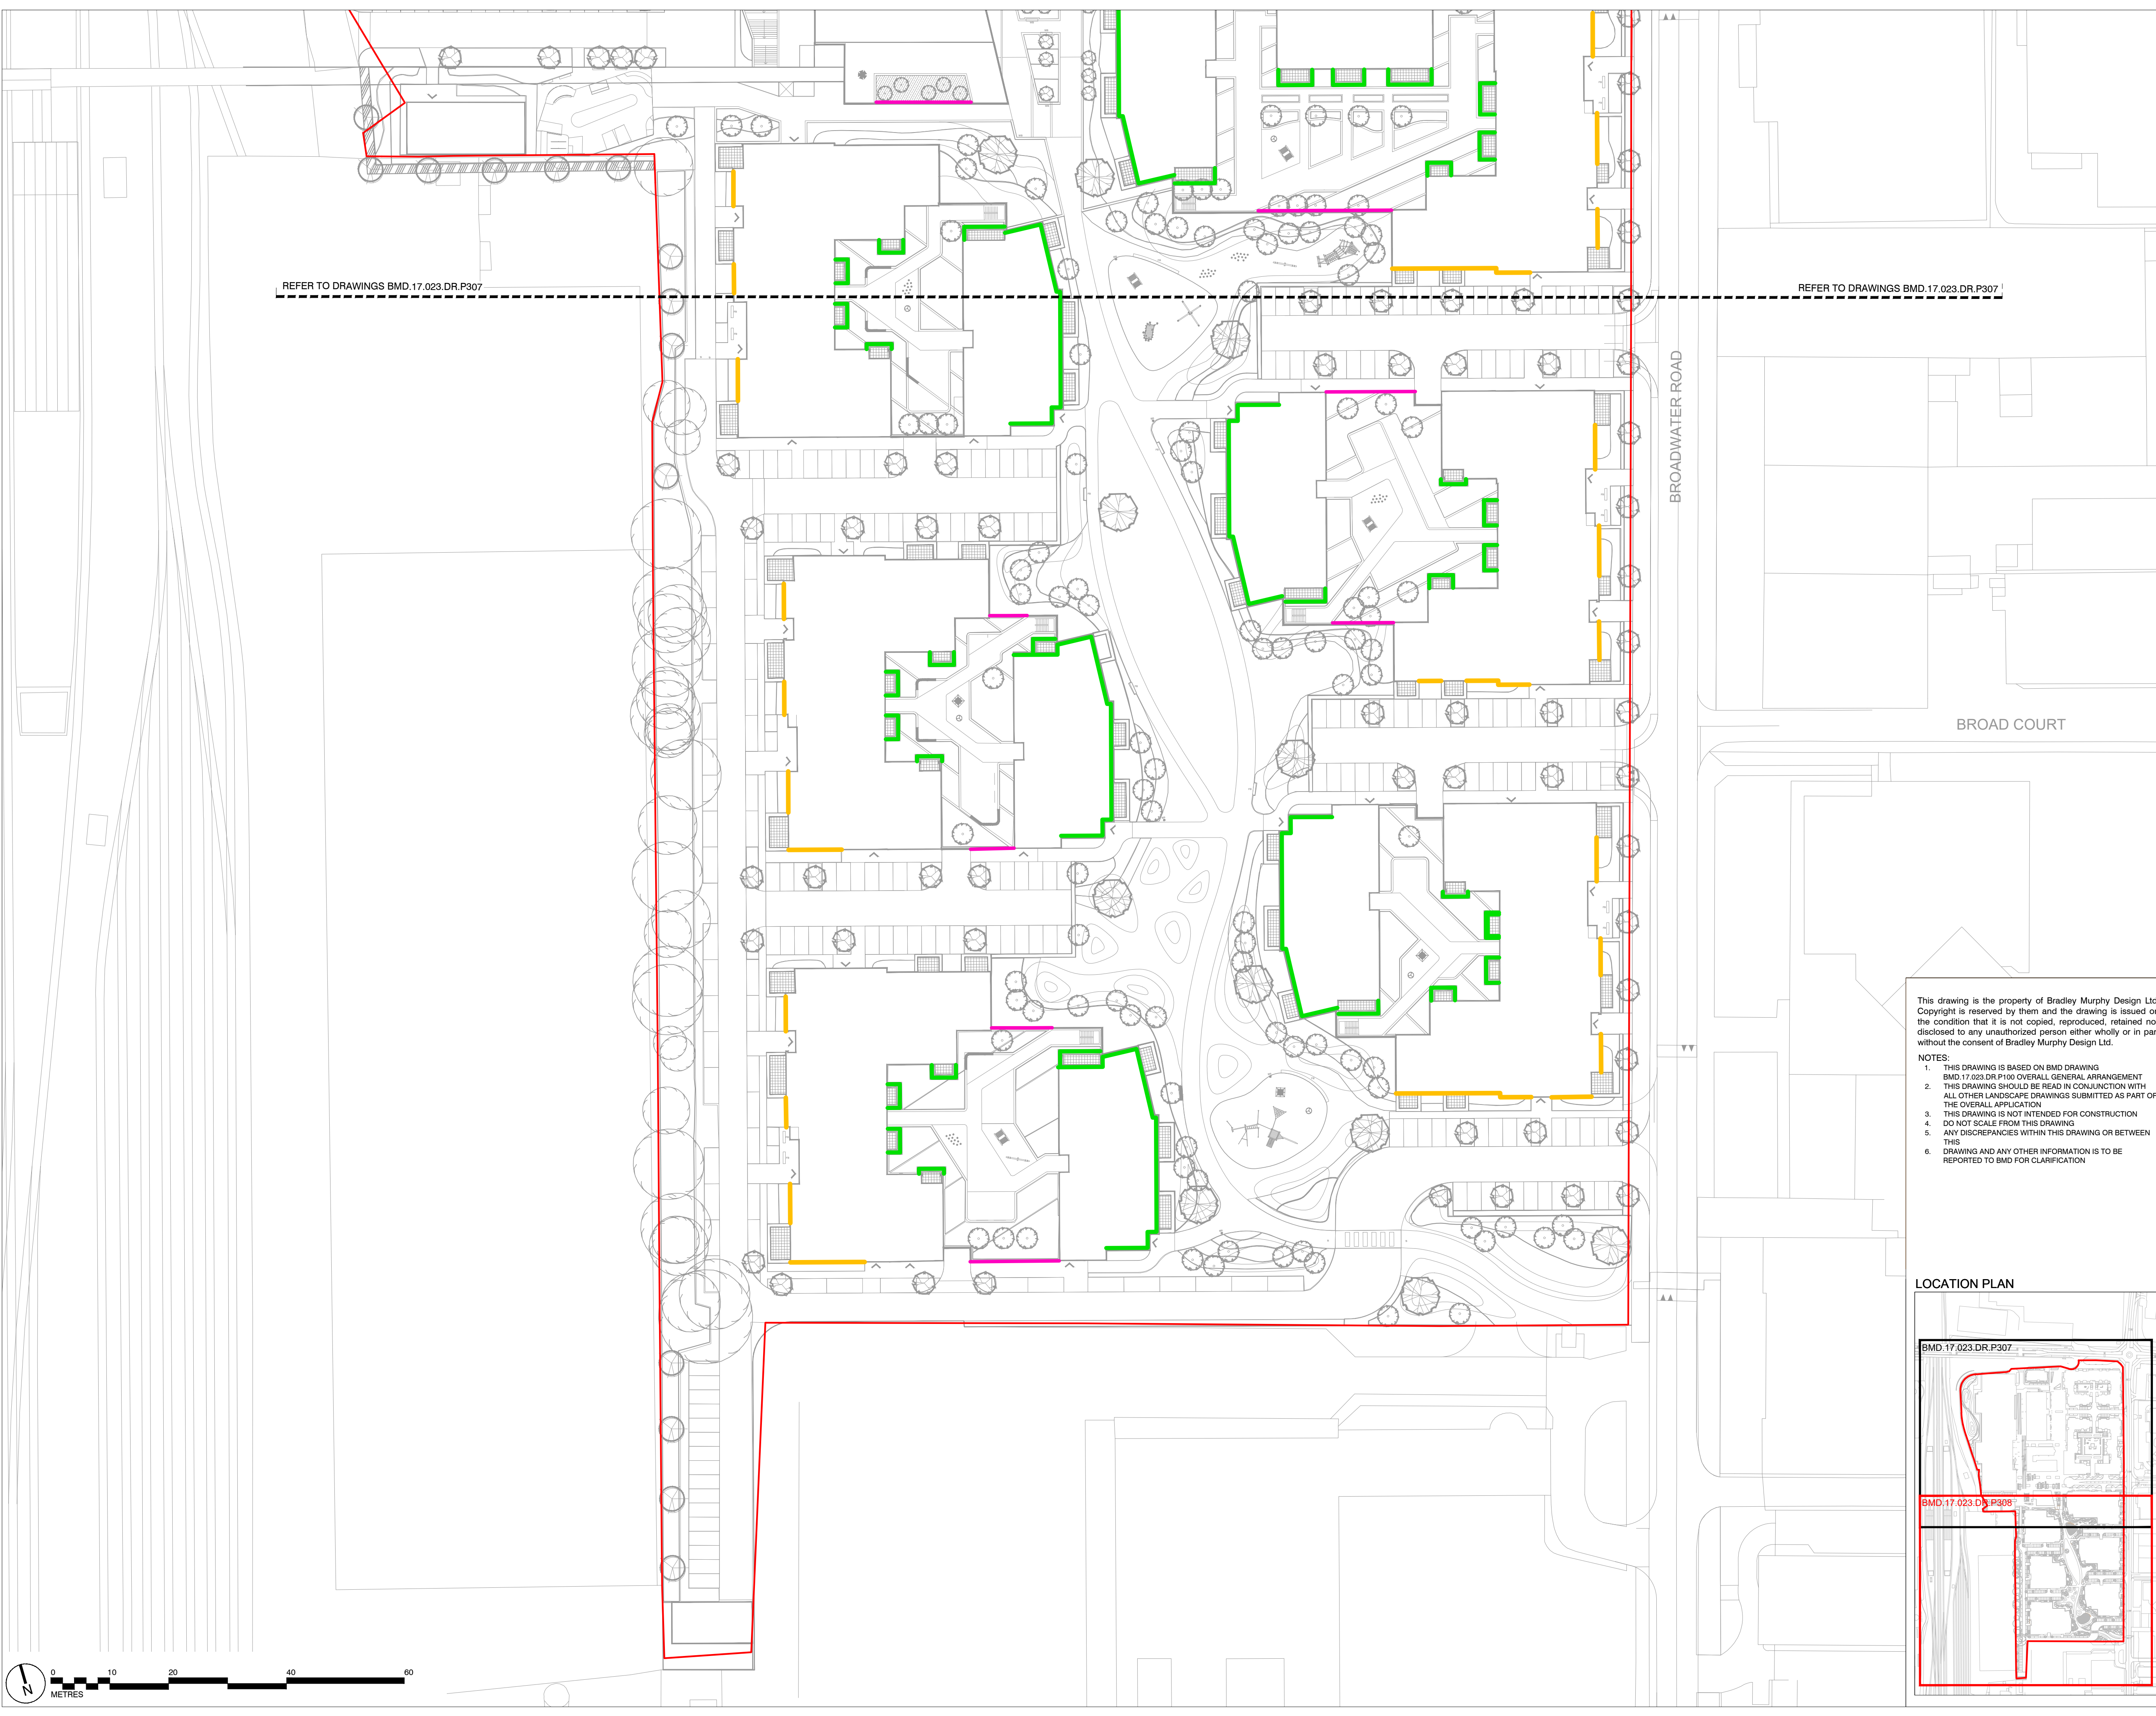 REFER TO DRAWINGS BMD.17.023.DR.P307
REFER TO DRAWINGS BMD.17.023.DR.P307
BROADWATER ROAD
BROAD COURT
This drawing is the property of Bradley Murphy Design Ltd
Copyright is reserved by them and the drawing is issued on
the condition that it is not copied, reproduced, retained no
disclosed to any unauthorized person either wholly or in par
without the consent of Bradley Murphy Design Ltd.
NOTES:
1. THIS DRAWING IS BASED ON BMD DRAWING
BMD.17.023.DR.P100 OVERALL GENERAL ARRANGEMENT
2. THIS DRAWING SHOULD BE READ IN CONJUNCTION WITH
ALL OTHER LANDSCAPE DRAWINGS SUBMITTED AS PART OF
THE OVERALL APPLICATION
3. THIS DRAWING IS NOT INTENDED FOR CONSTRUCTION
4. DO NOT SCALE FROM THIS DRAWING
5. ANY DISCREPANCIES WITHIN THIS DRAWING OR BETWEEN
THIS
6. DRAWING AND ANY OTHER INFORMATION IS TO BE
REPORTED TO BMD FOR CLARIFICATION
LOCATION PLAN
BMD.17.023.DR.P307
BMD.17.023.DR.P308
N
0 10 20 40 60
METRES